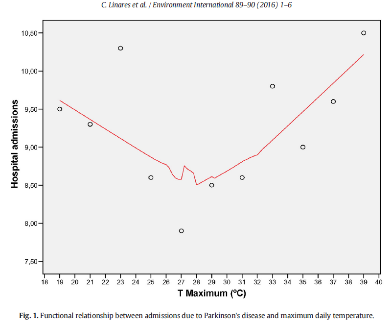 C. Linares et al. / Environment International 89–90 (2016) 1–6
10,50
10,00
9,50
9,00
8,50
8,00
7,50
Hospital admissions
18 19 20 21 22 23 24 25 26 27 28 29 30 31 32 33 34 35 36 37 38 39 40
T Maximum (ºC)
Fig. 1. Functional relationship between admissions due to Parkinson's disease and maximum daily temperature.